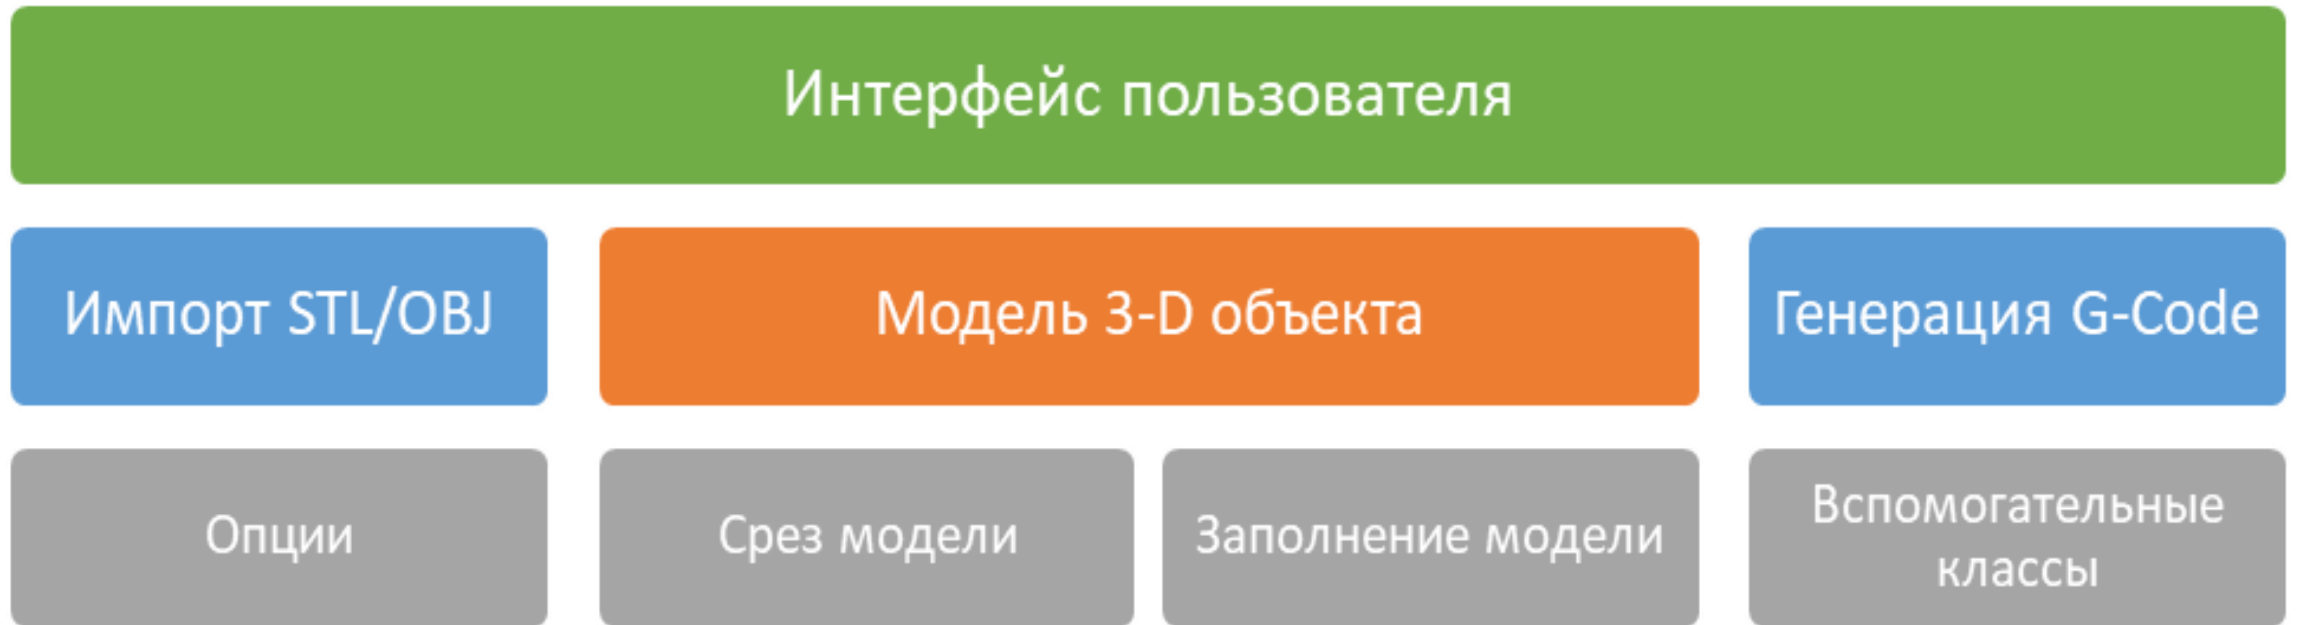 Интерфейс пользователя
Импорт STL/OBJ
Модель 3-D объекта
Генерация G-Code
Опции
Срез модели
Заполнение модели
Вспомогательные
классы